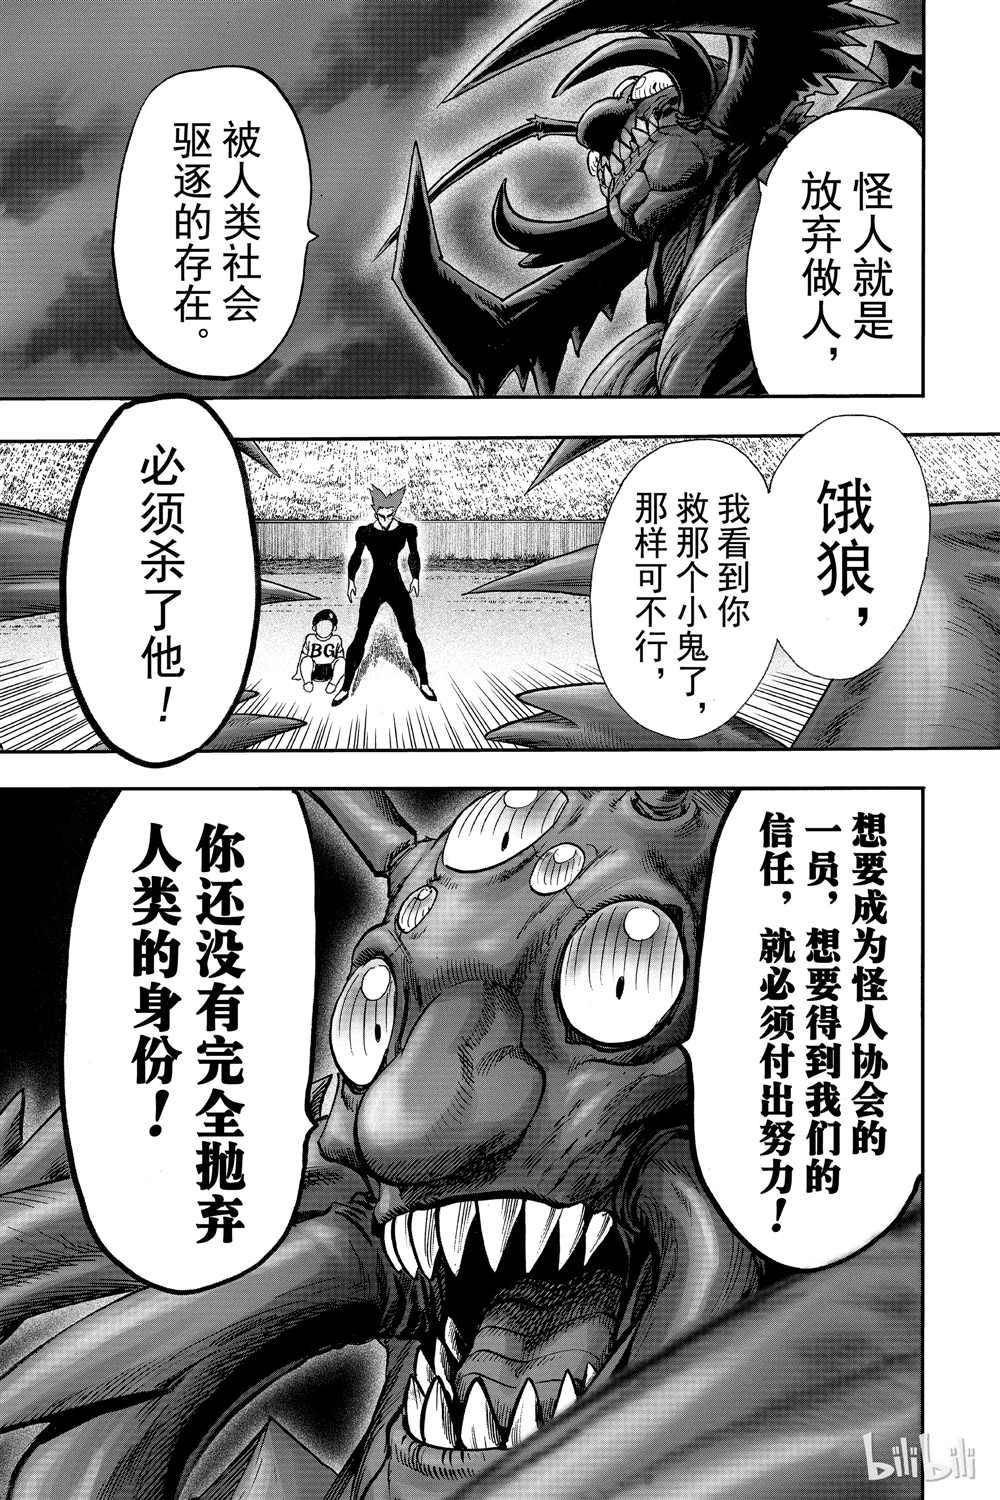 怪人就是
放弃做人，
被人类社会
驱逐的存在。
饿狼，
我看到你
救那个小鬼了，
那样可不行，
BG
必须杀了他！
想要成为怪人协会的
一员，想要得到我们的
信任，就必须付出努力！
你还没有完全抛弃
人类的身份！
bilibili